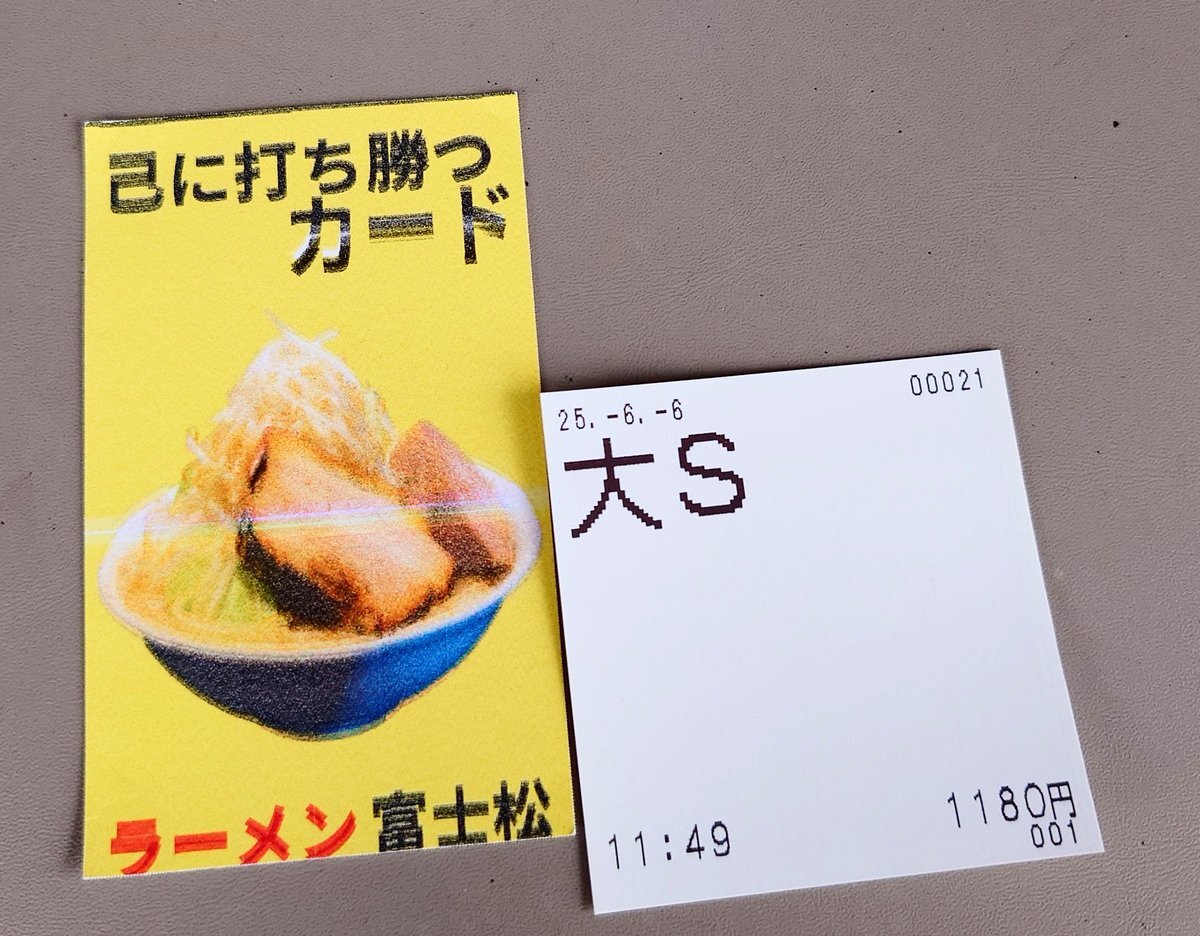 己に打ち勝つ
カード
ラーメン 富士松
25.-6.-6
00021
大S
11:49
1180円
001